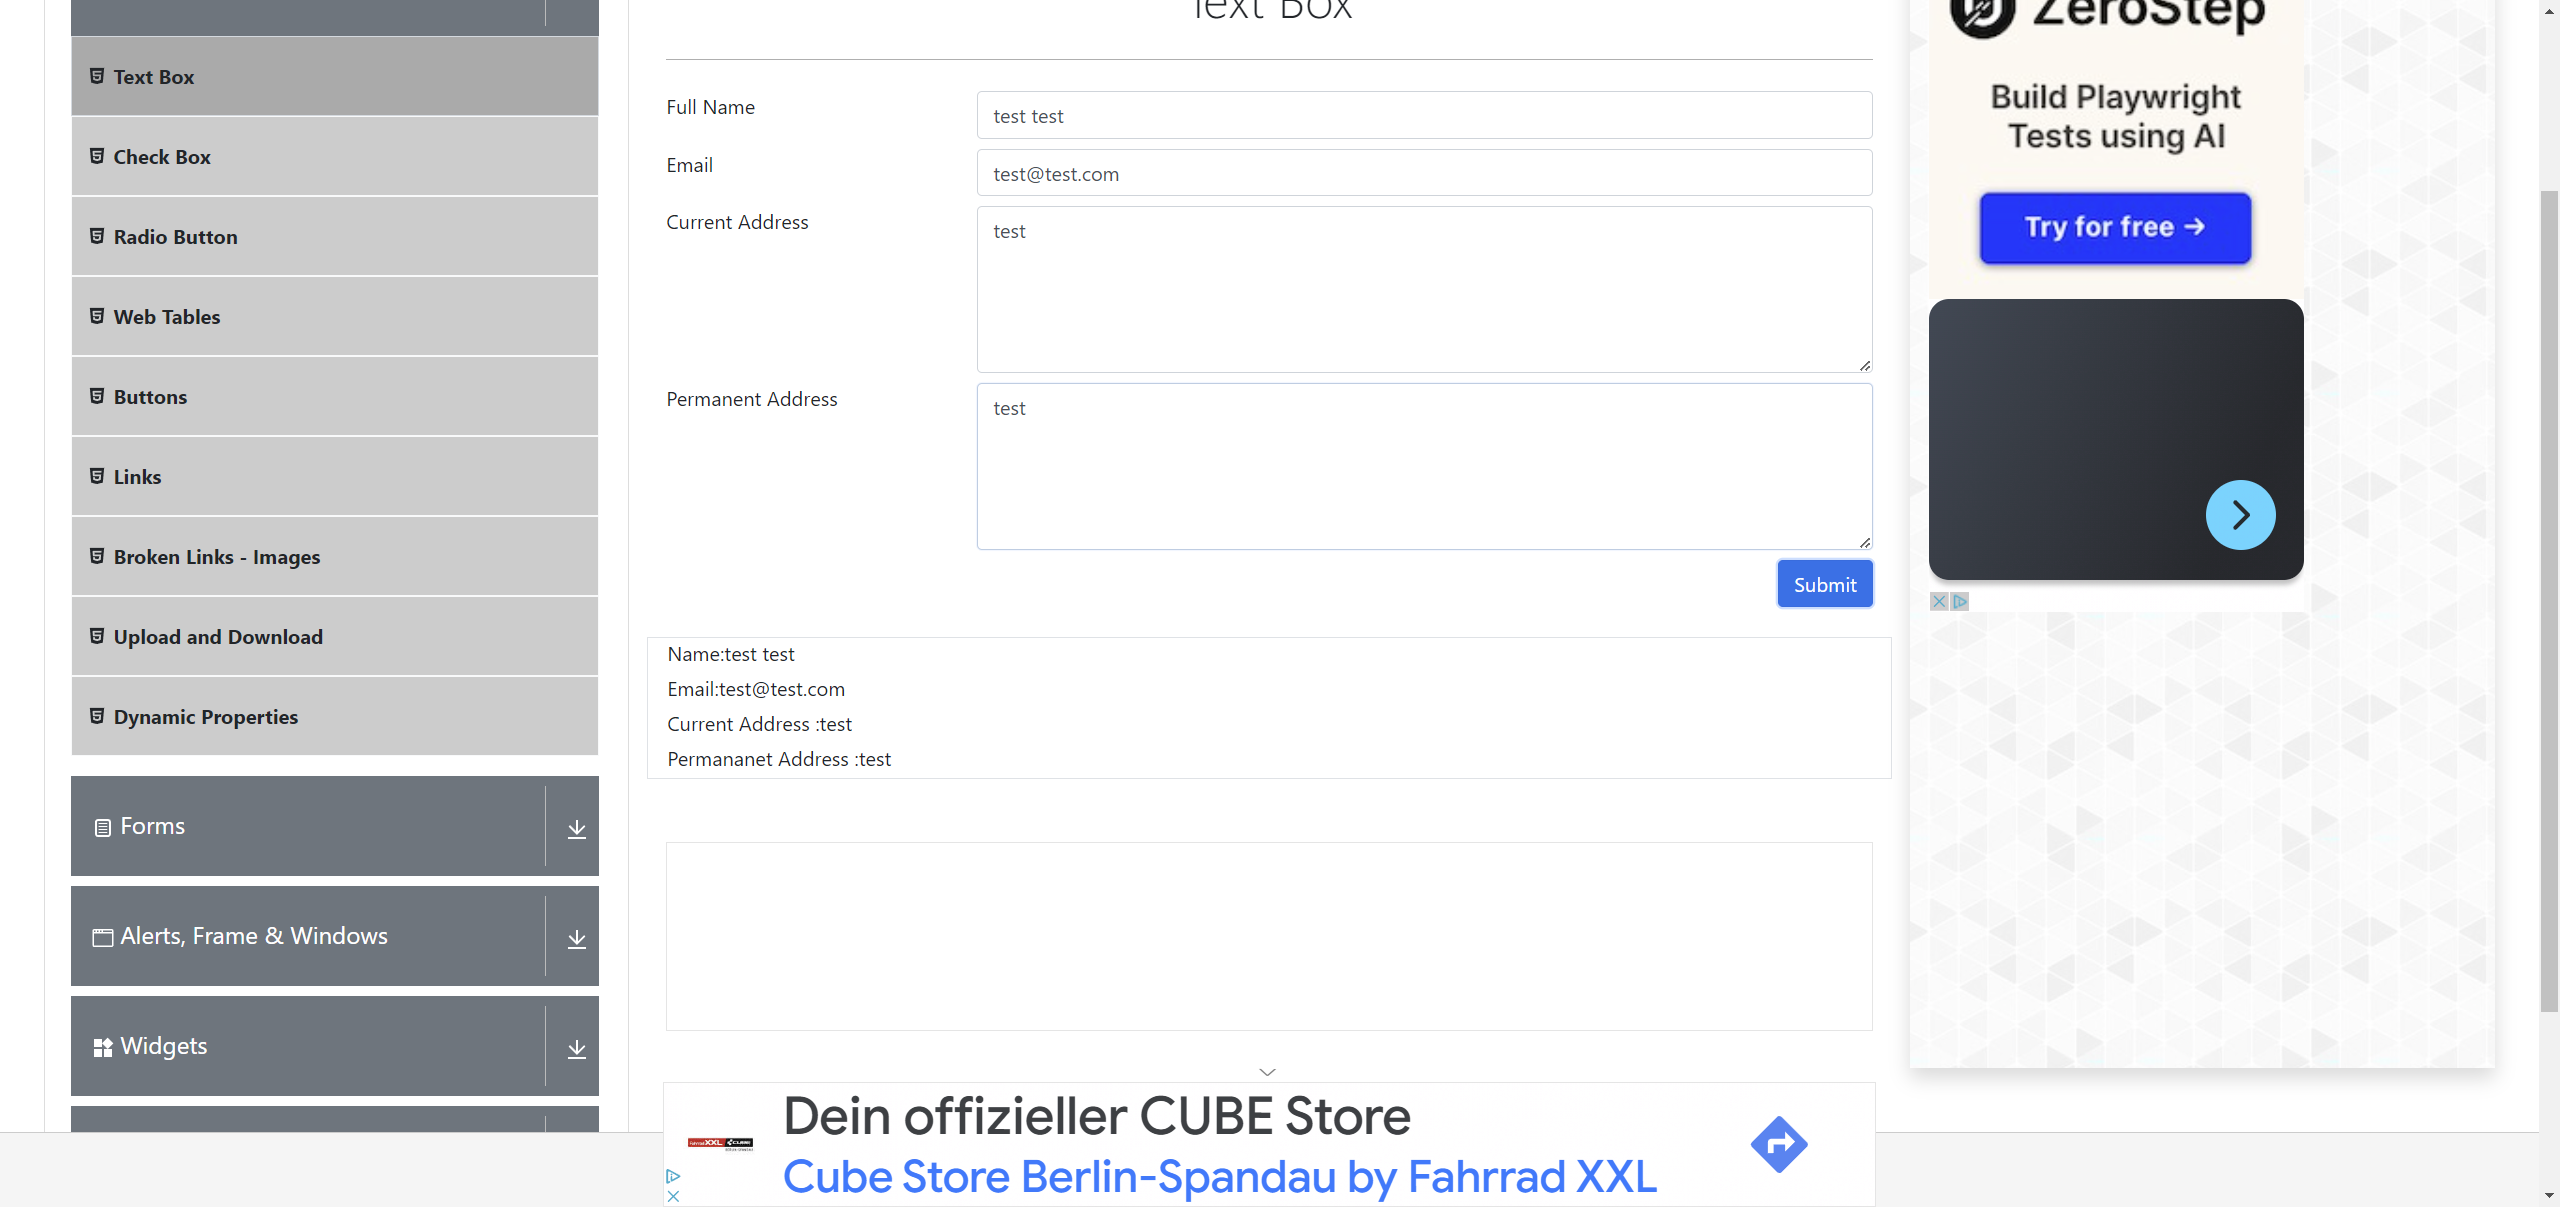 Text Box
Text Box
Check Box
Radio Button
Web Tables
Buttons
Links
Broken Links - Images
Upload and Download
Dynamic Properties
Forms
Alerts, Frame & Windows
Widgets
Full Name
test test
Email
test@test.com
Current Address
test
Permanent Address
test
Submit
Name:test test
Email:test@test.com
Current Address :test
Permananet Address :test
Dein offizieller CUBE Store
Cube Store Berlin-Spandau by Fahrrad XXL
ZeroStep
Build Playwright
Tests using AI
Try for free →